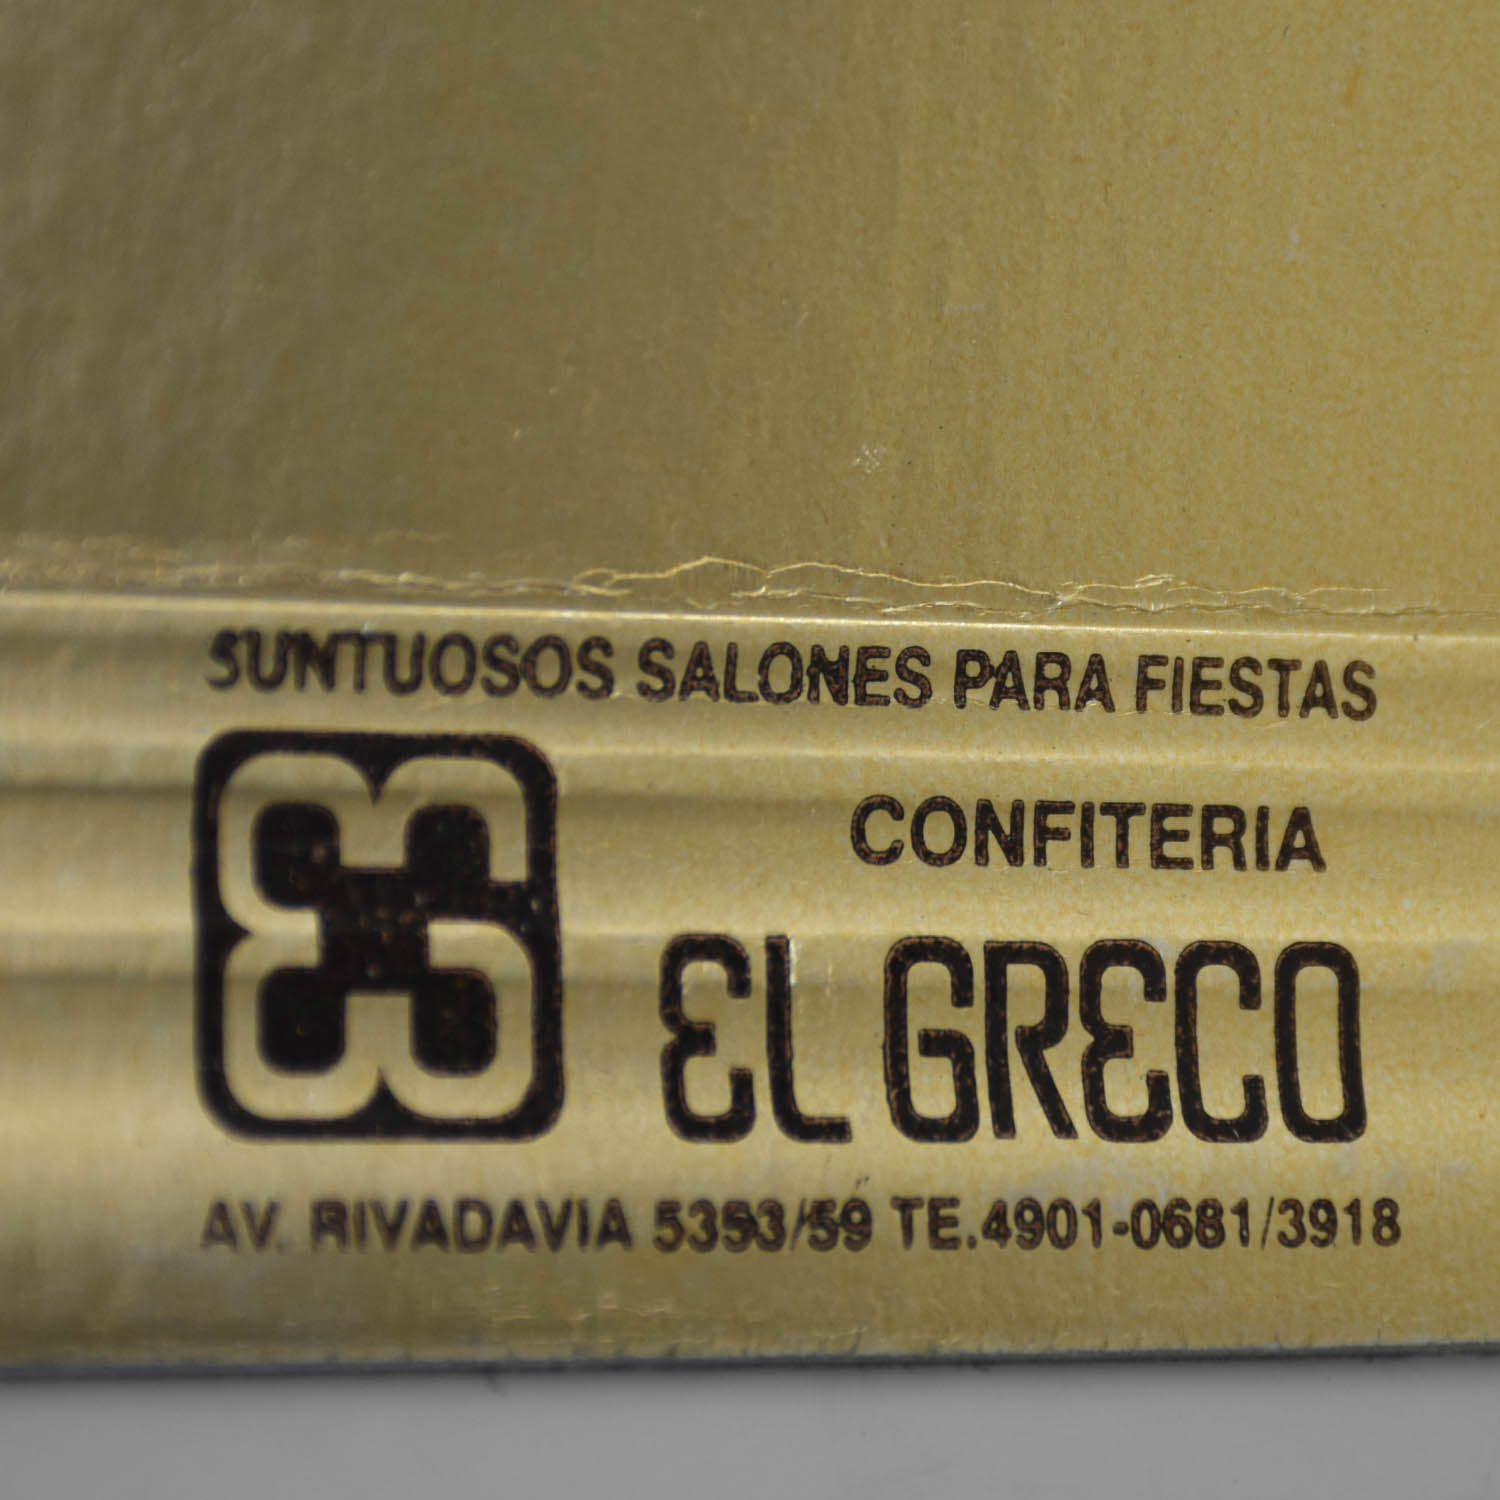 SUNTUOSOS SALONES PARA FIESTAS
CONFITERIA
EL GRECO
AV. RIVADAVIA 5353/59 TE.4901-0681/3918